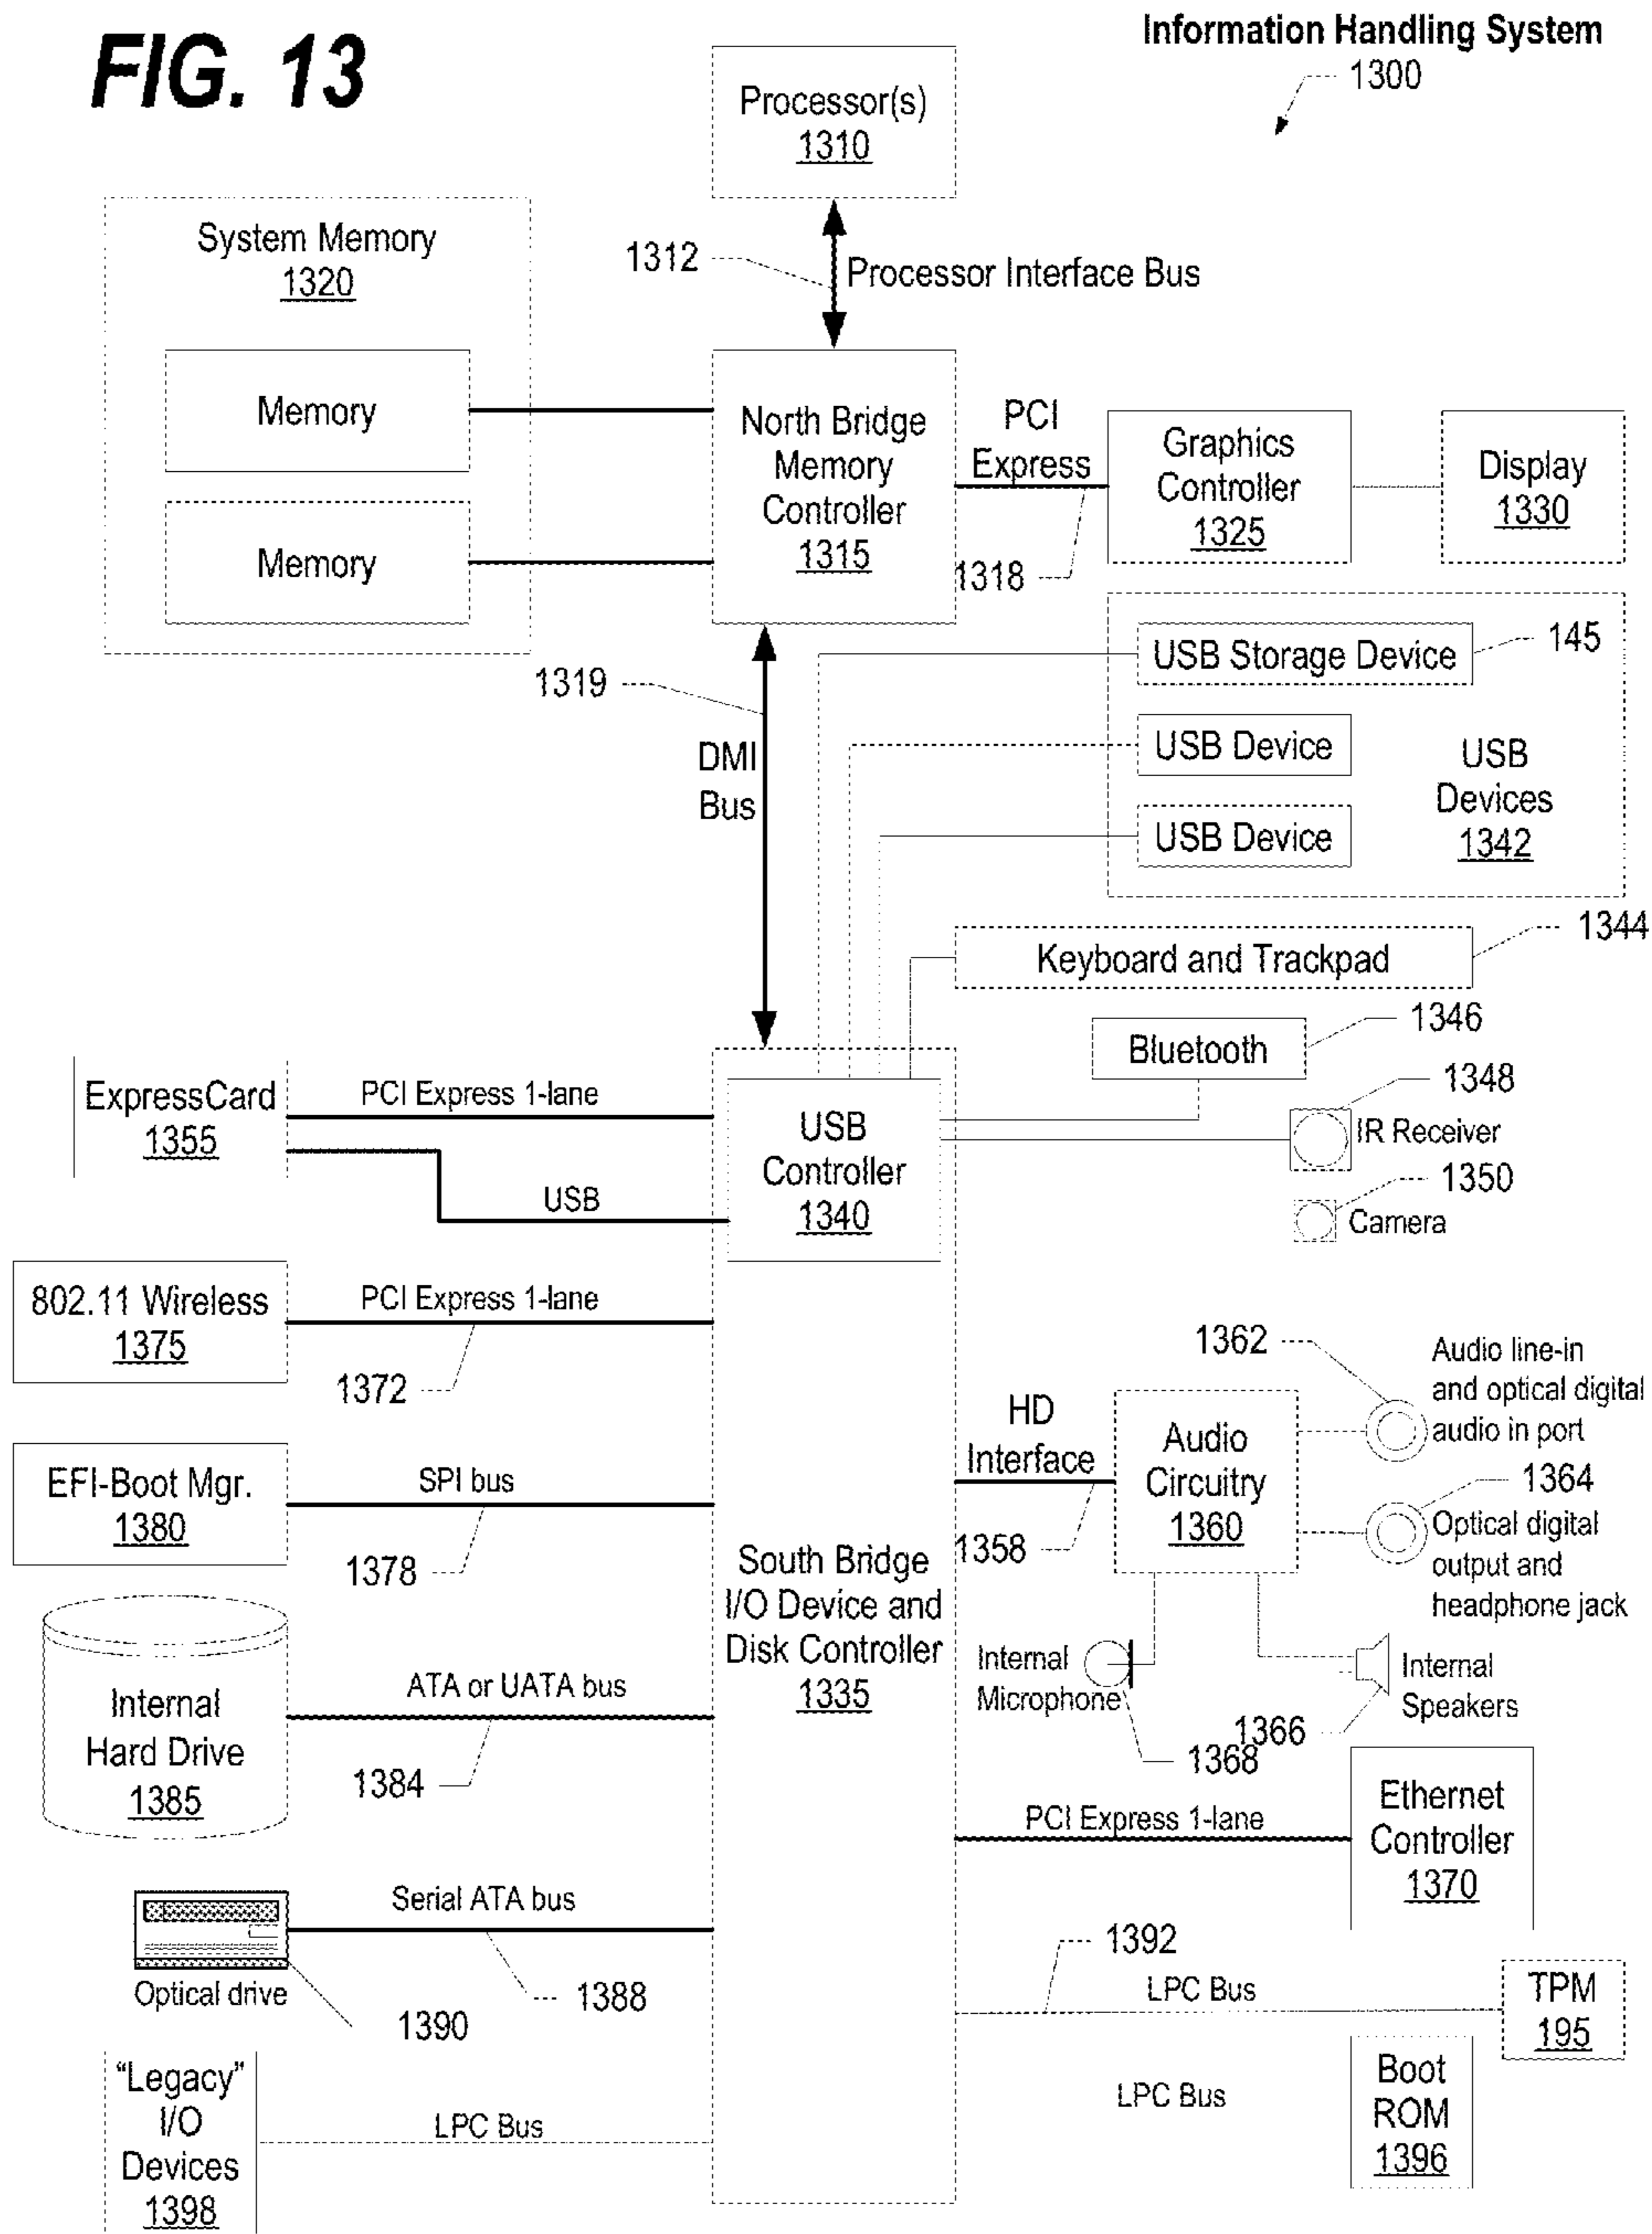 FIG. 13
Information Handling System
1300
Processor(s)
1310
System Memory
1320
1312
Processor Interface Bus
Memory
Memory
North Bridge
Memory
Controller
1315
PCI
Express
1318
Graphics
Controller
1325
Display
1330
USB Storage Device
145
USB Device
USB Device
USB
Devices
1342
1319
DMI
Bus
Keyboard and Trackpad
1344
Bluetooth
1346
1348
IR Receiver
1350
Camera
ExpressCard
1355
PCI Express 1-lane
USB
USB
Controller
1340
802.11 Wireless
1375
PCI Express 1-lane
1372
1362
Audio line-in
and optical digital
audio in port
HD
Interface
1358
Audio
Circuitry
1360
1364
Optical digital
output and
headphone jack
EFI-Boot Mgr.
1380
SPI bus
1378
South Bridge
I/O Device and
Disk Controller
1335
Internal
Microphone
1368
Internal
Speakers
1366
Internal
Hard Drive
1385
ATA or UATA bus
1384
PCI Express 1-lane
Ethernet
Controller
1370
Serial ATA bus
1388
Optical drive
1390
1392
LPC Bus
TPM
195
"Legacy"
I/O
Devices
1398
LPC Bus
LPC Bus
Boot
ROM
1396